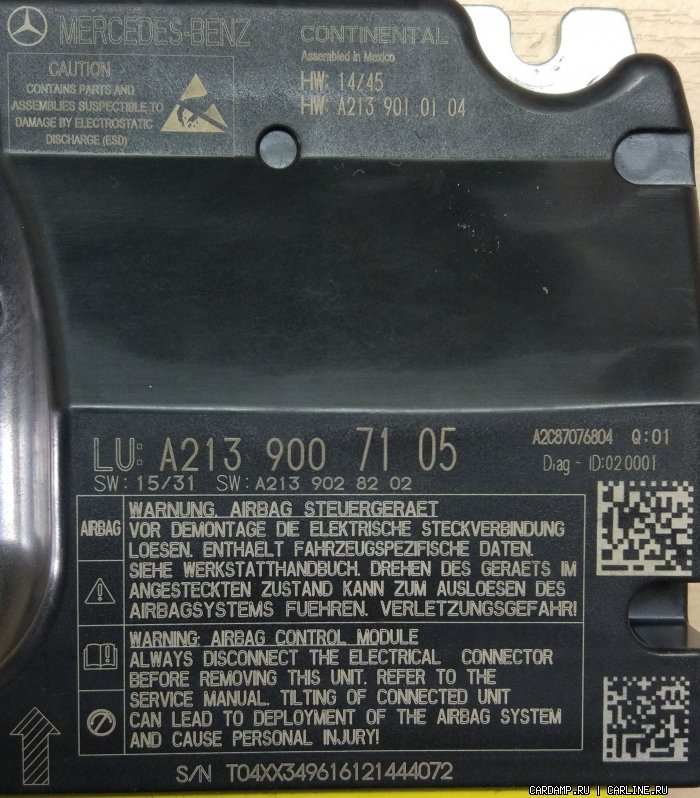 MERCEDES-BENZ
CONTINENTAL
Assembled in Mexico
HW: 14/45
HW: A213 901 01 04
CAUTION
CONTAINS PARTS AND
ASSEMBLIES SUSPECTIBLE TO
DAMAGE BY ELECTROSTATIC
DISCHARGE (ESD)
LU: A213 900 71 05
A2C87076804 Q:01
SW: 15/31 SW: A213 902 82 02
Diag - ID:020001
AIRBAG
WARNUNG. AIRBAG STEUERGERAET
VOR DEMONTAGE DIE ELEKTRISCHE STECKVERBINDUNG
LOESEN. ENTHAELT FAHRZEUGSPEZIFISCHE DATEN.
SIEHE WERKSTATTHANDBUCH. DREHEN DES GERAETS IM
ANGESTECKTEN ZUSTAND KANN ZUM AUSLOESEN DES
AIRBAGSYSTEMS FUEHREN. VERLETZUNGSGEFAHR!
WARNING: AIRBAG CONTROL MODULE
ALWAYS DISCONNECT THE ELECTRICAL CONNECTOR
BEFORE REMOVING THIS UNIT. REFER TO THE
SERVICE MANUAL. TILTING OF CONNECTED UNIT
CAN LEAD TO DEPLOYMENT OF THE AIRBAG SYSTEM
AND CAUSE PERSONAL INJURY!
S/N T04XX349616121444072
CARDAMP.RU | CARLINE.RU